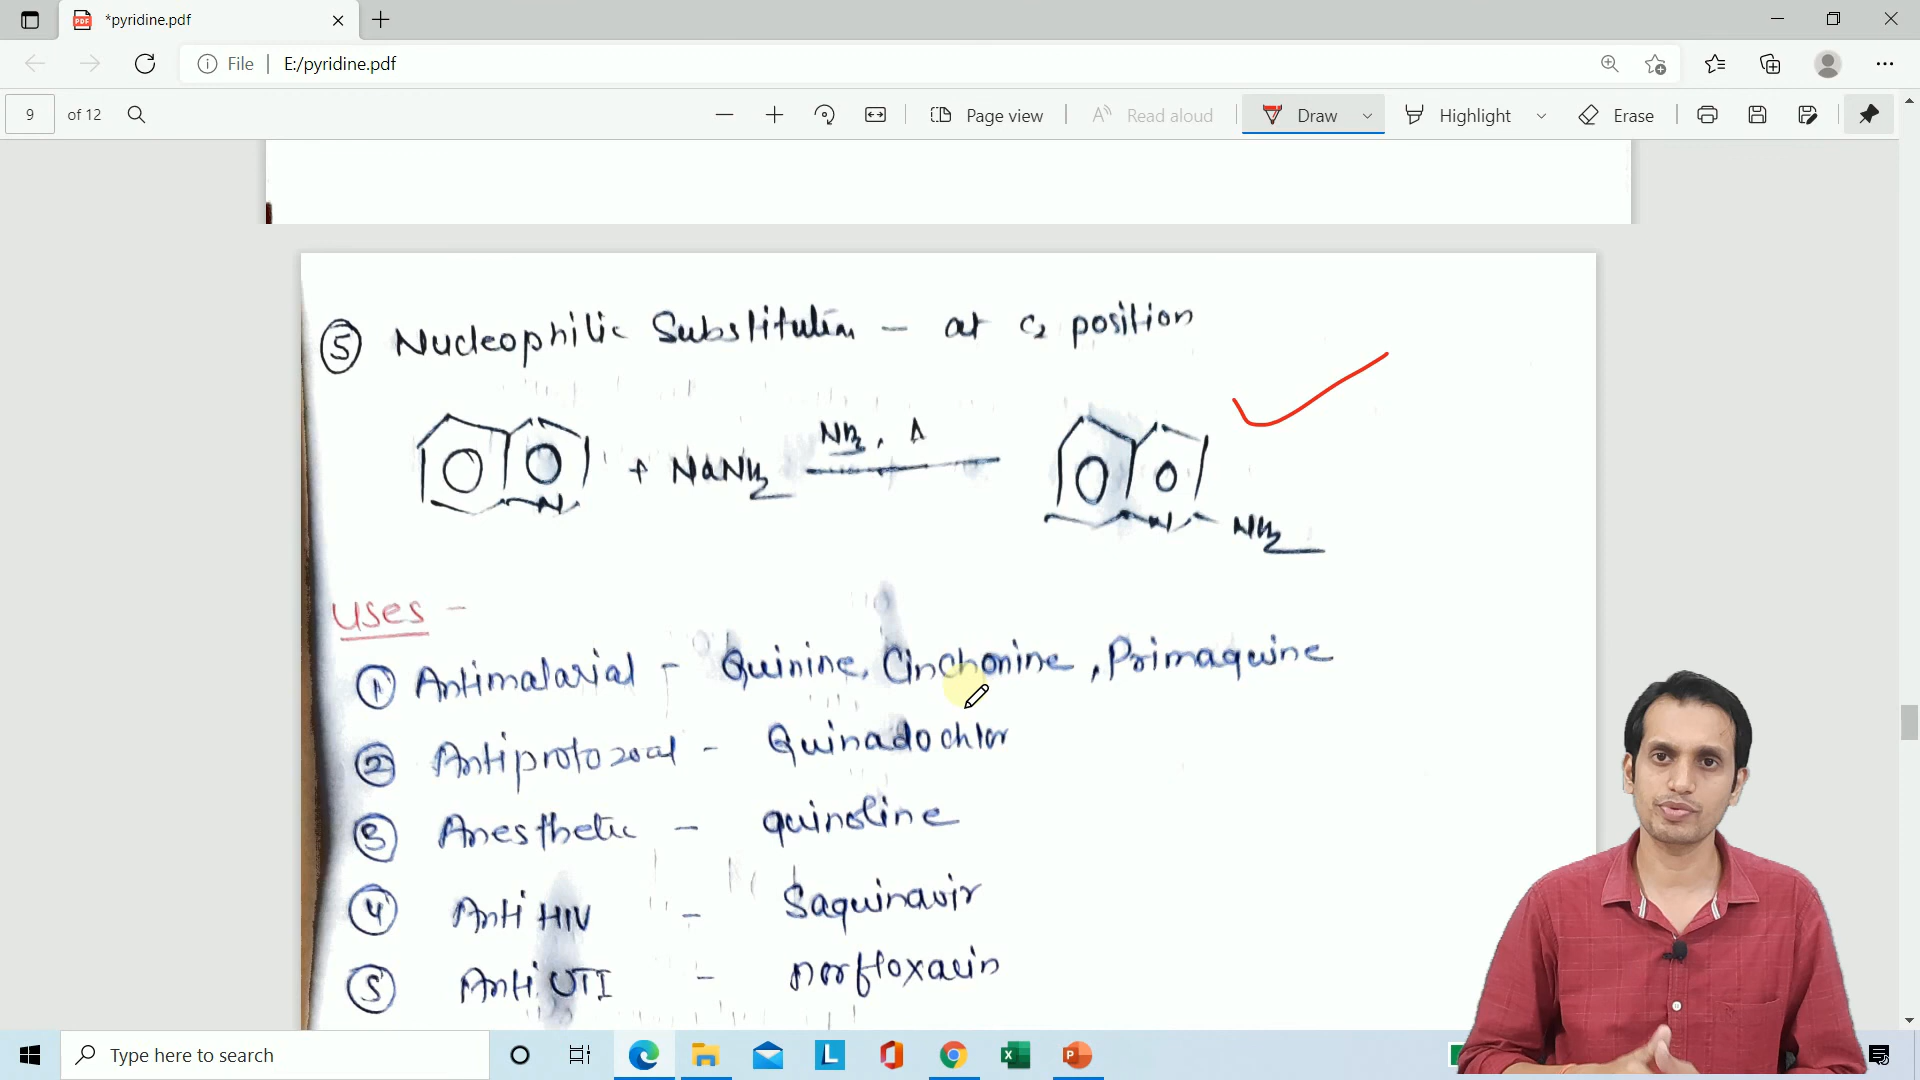 *pyridine.pdf
File | E:/pyridine.pdf
9 of 12 Page view Read aloud Draw Highlight Erase
5 Nucleophilic Substitution - at C2 position
NH3, Δ
N + NaNH2 N NH2
Uses -
1 Antimalarial - Quinine, Cinchonine, Primaquine
2 Antiprotozoal - Quinadochlor
3 Anesthetic - quinoline
4 Anti HIV - Saquinavir
5 Anti UTI - norfloxacin
Type here to search